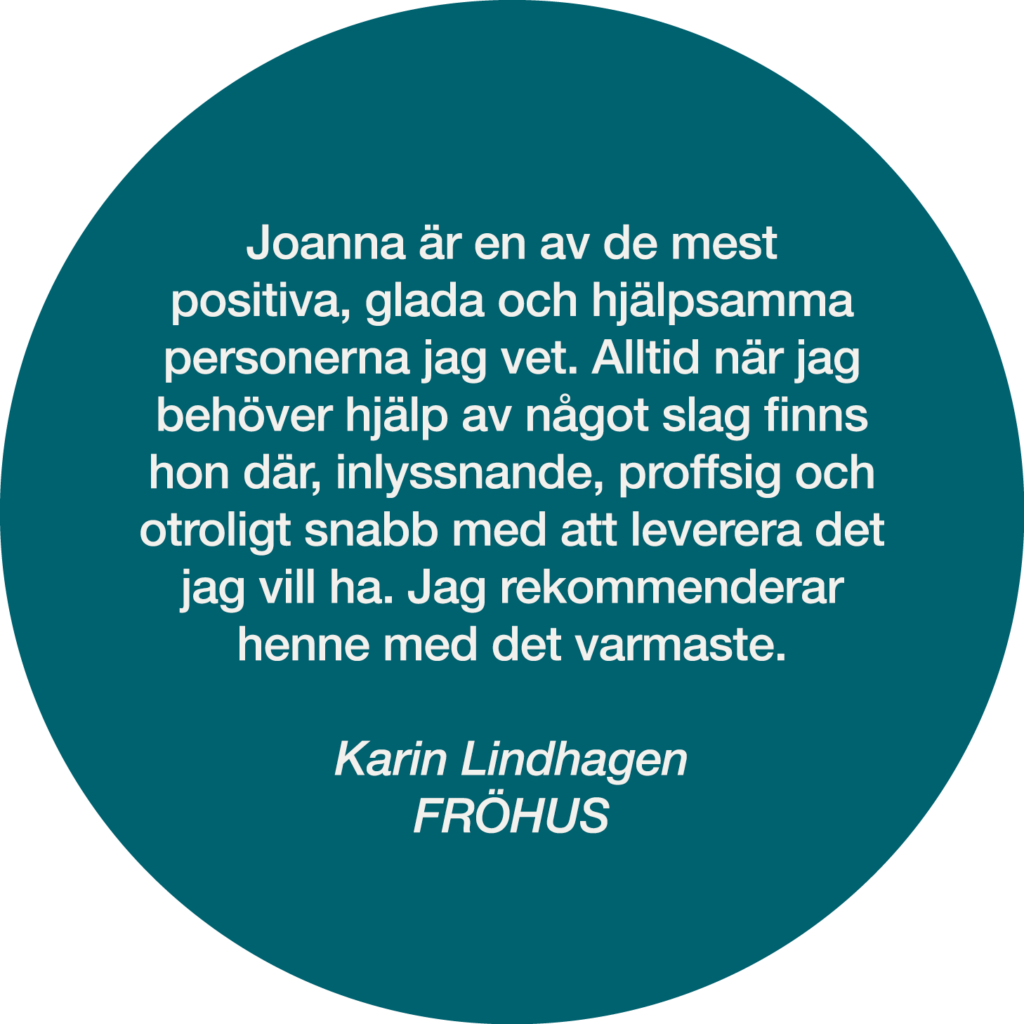 Joanna är en av de mest
positiva, glada och hjälpsamma
personerna jag vet. Alltid när jag
behöver hjälp av något slag finns
hon där, inlyssnande, proffsig och
otroligt snabb med att leverera det
jag vill ha. Jag rekommenderar
henne med det varmaste.
Karin Lindhagen
FRÖHUS